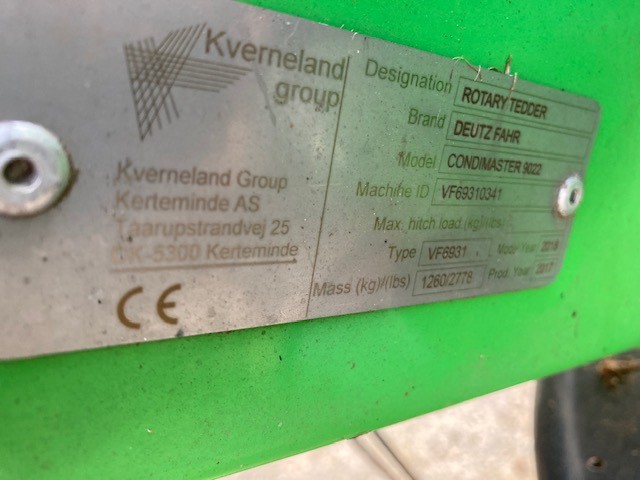 Kverneland
group
Kverneland Group
Kerteminde AS
Taarupstrandvej 25
DK-5300 Kerteminde
CE
Designation ROTARY TEDDER
Brand DEUTZ FAHR
Model CONDIMASTER 9022
Machine ID VF69310341
Max. hitch load (kg)/(lbs)
Type VF6931 Model Year 2018
Mass (kg)/(lbs) 1260/2778 Prod. Year 2017